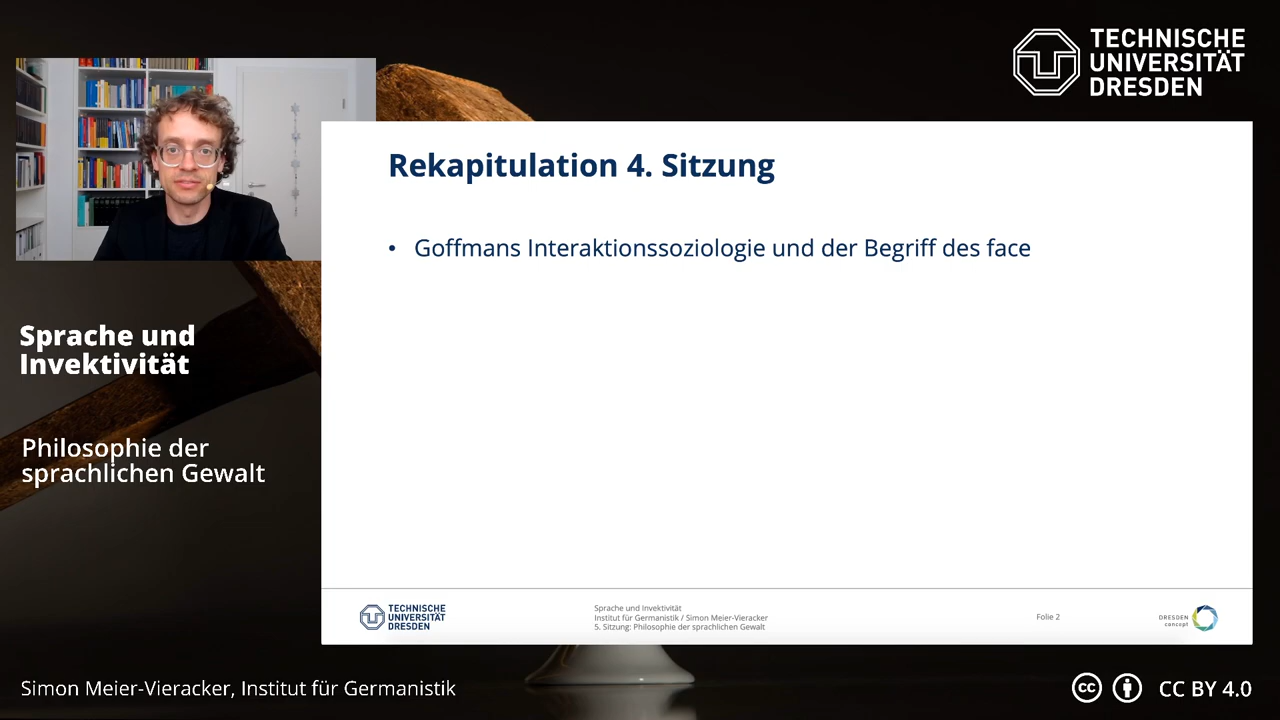 TECHNISCHE
UNIVERSITÄT
DRESDEN
Rekapitulation 4. Sitzung
• Goffmans Interaktionssoziologie und der Begriff des face
Sprache und
Invektivität
Philosophie der
sprachlichen Gewalt
TECHNISCHE
UNIVERSITÄT
DRESDEN
Sprache und Invektivität
Institut für Germanistik / Simon Meier-Vieracker
5. Sitzung: Philosophie der sprachlichen Gewalt
Folie 2
DRESDEN
concept
Simon Meier-Vieracker, Institut für Germanistik
cc CC BY 4.0